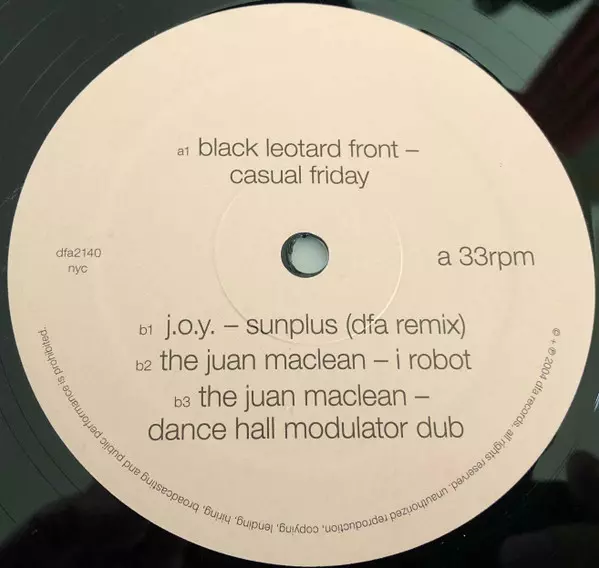 a1 black leotard front –
casual friday
dfa2140
nyc
a 33rpm
b1 j.o.y. – sunplus (dfa remix)
b2 the juan maclean – i robot
b3 the juan maclean –
dance hall modulator dub
© + ℗ 2004 dfa records. all rights reserved. unauthorized reproduction, copying, lending, hiring, broadcasting and public performance is prohibited.